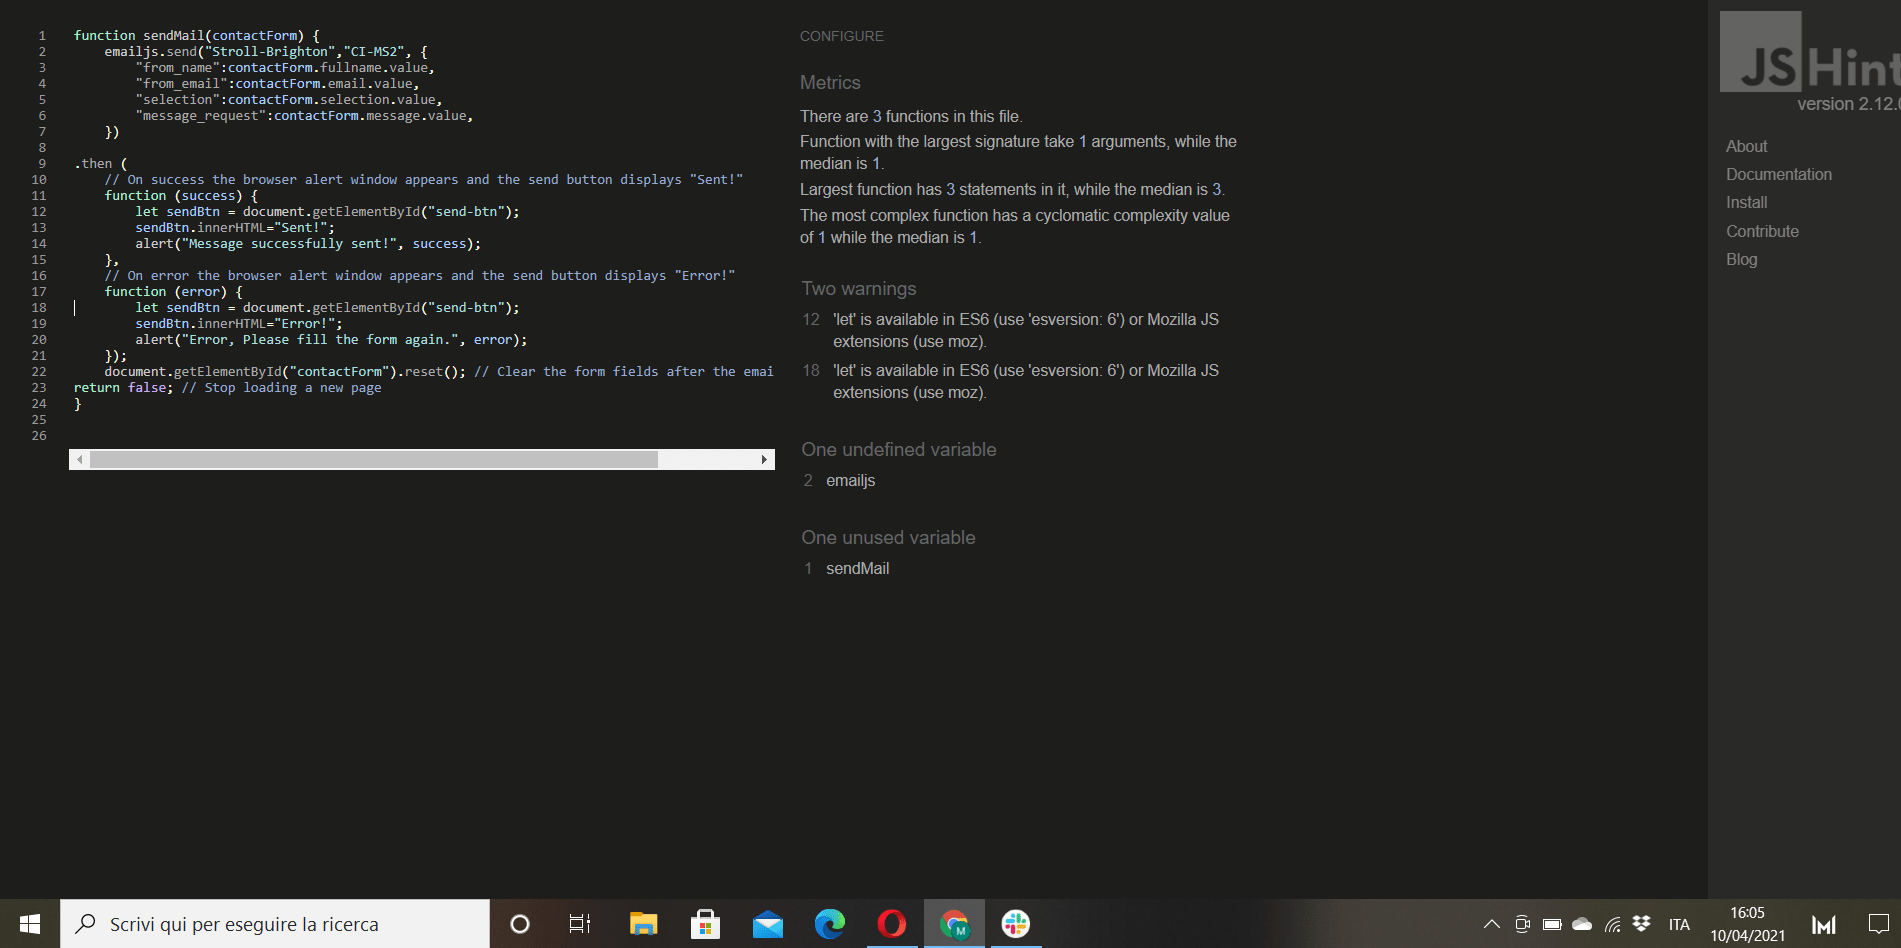 1 function sendMail(contactForm) {
2 emailjs.send("Stroll-Brighton","CI-MS2", {
3 "from_name":contactForm.fullname.value,
4 "from_email":contactForm.email.value,
5 "selection":contactForm.selection.value,
6 "message_request":contactForm.message.value,
7 })
8
9 .then (
10 // On success the browser alert window appears and the send button displays "Sent!"
11 function (success) {
12 let sendBtn = document.getElementById("send-btn");
13 sendBtn.innerHTML="Sent!";
14 alert("Message successfully sent!", success);
15 },
16 // On error the browser alert window appears and the send button displays "Error!"
17 function (error) {
18 let sendBtn = document.getElementById("send-btn");
19 sendBtn.innerHTML="Error!";
20 alert("Error, Please fill the form again.", error);
21 });
22 document.getElementById("contactForm").reset(); // Clear the form fields after the emai
23 return false; // Stop loading a new page
24 }
25
26
CONFIGURE
Metrics
There are 3 functions in this file.
Function with the largest signature take 1 arguments, while the
median is 1.
Largest function has 3 statements in it, while the median is 3.
The most complex function has a cyclomatic complexity value
of 1 while the median is 1.
Two warnings
12 'let' is available in ES6 (use 'esversion: 6') or Mozilla JS
extensions (use moz).
18 'let' is available in ES6 (use 'esversion: 6') or Mozilla JS
extensions (use moz).
One undefined variable
2 emailjs
One unused variable
1 sendMail
JSHint
version 2.12.0
About
Documentation
Install
Contribute
Blog
Scrivi qui per eseguire la ricerca
M
ITA
16:05
10/04/2021